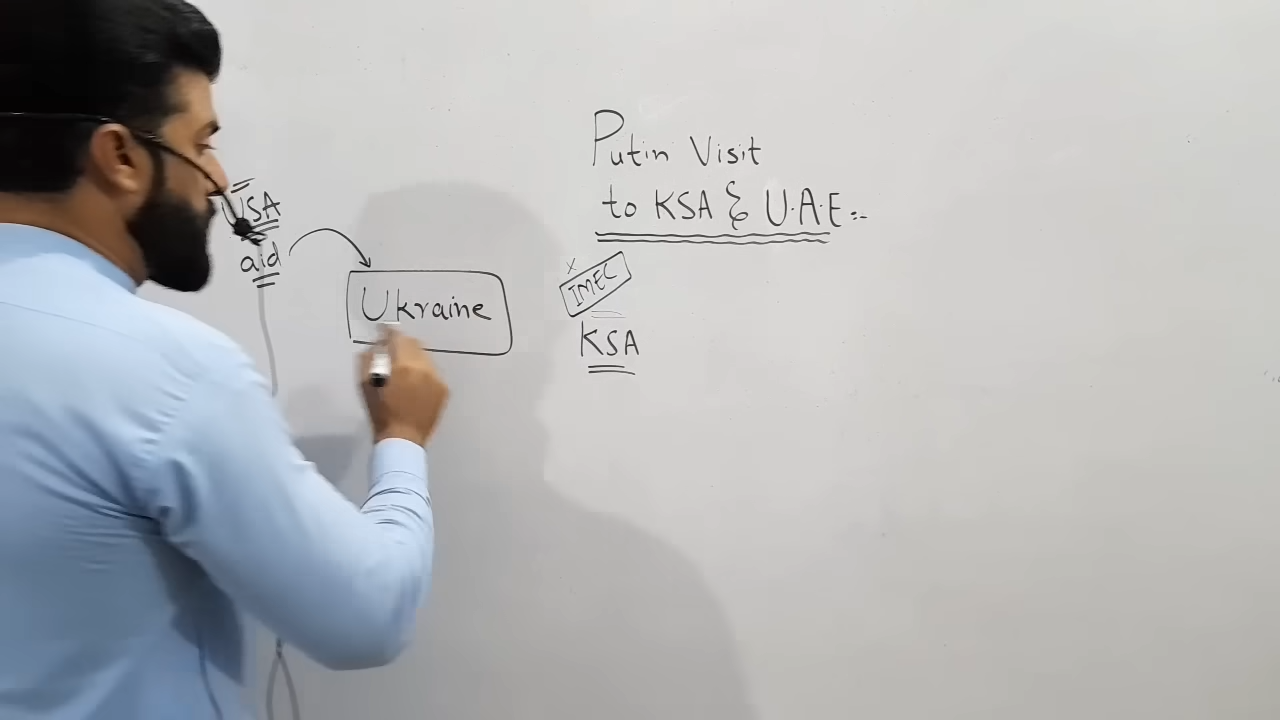 Putin Visit
to KSA & U.A.E:-
USA
aid
Ukraine
x
IMEC
KSA